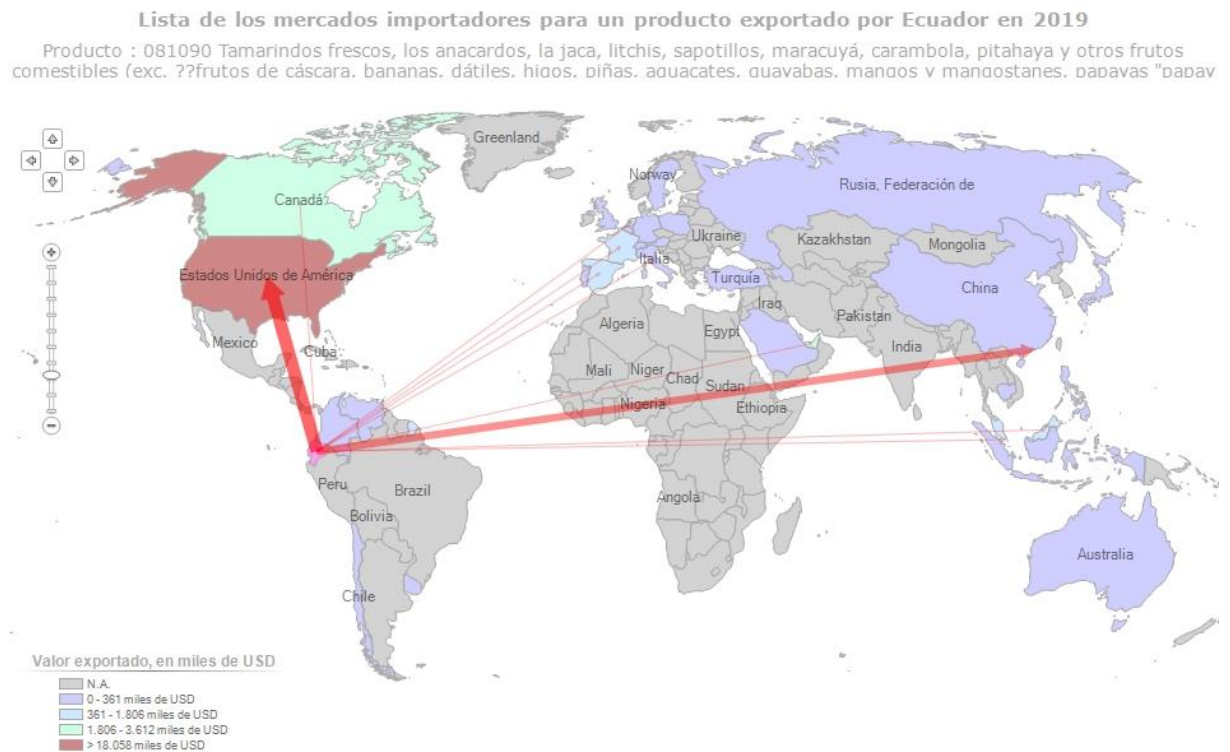 Lista de los mercados importadores para un producto exportado por Ecuador en 2019
Producto : 081090 Tamarindos frescos, los anacardos, la jaca, litchis, sapotillos, maracuyá, carambola, pitahaya y otros frutos
comestibles (exc. ??frutos de cáscara, bananas, dátiles, higos, piñas, aguacates, guayabas, mangos y mangostanes, papayas "papay
Greenland
Norway
Rusia, Federación de
Canadá
Ukraine
Kazakhstan
Mongolia
Italia
Estados Unidos de América
Turquía
China
Iraq
Pakistan
Algeria
Egypt
Mexico
Cuba
India
Mali
Niger
Chad
Sudan
Nigeria
Ethiopia
Peru
Brazil
Angola
Bolivia
Australia
Chile
Valor exportado, en miles de USD
N.A.
0 - 361 miles de USD
361 - 1.806 miles de USD
1.806 - 3.612 miles de USD
> 18.058 miles de USD